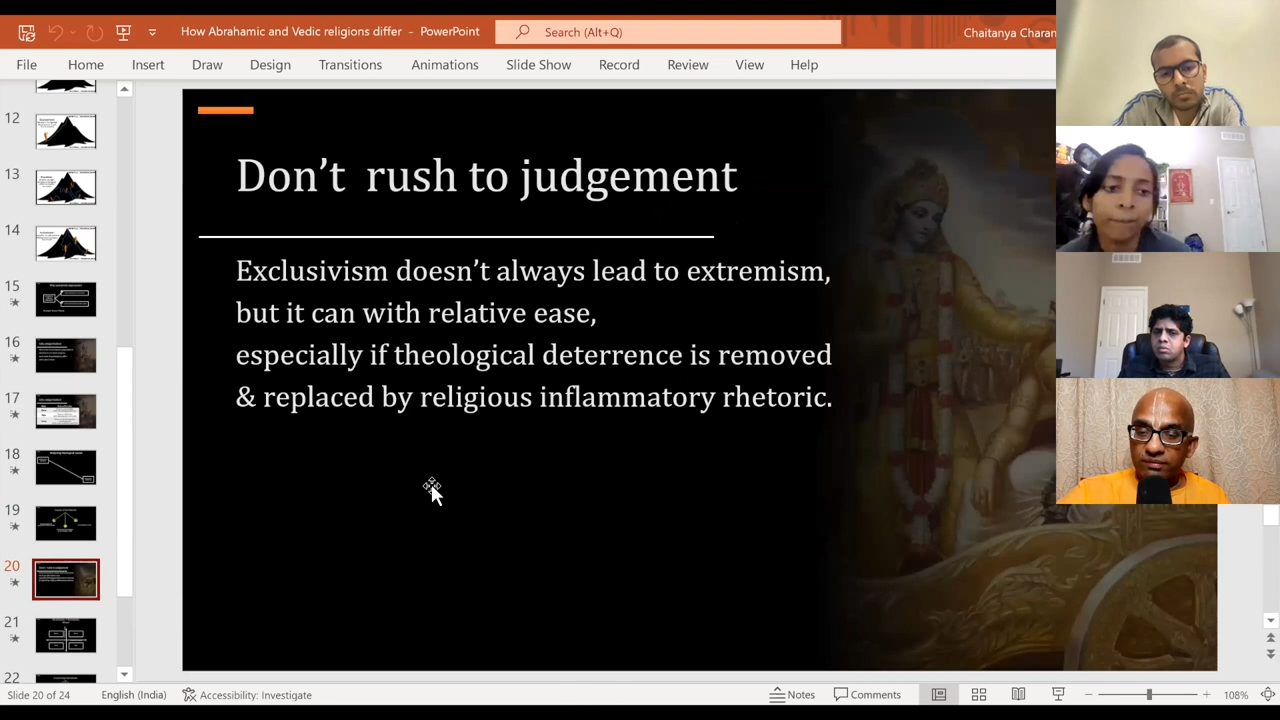 How Abrahamic and Vedic religions differ - PowerPoint
Search (Alt+Q)
Chaitanya Charan
File Home Insert Draw Design Transitions Animations Slide Show Record Review View Help
12
13
14
15
16
17
18
19
20
21
22
Don’t rush to judgement
Exclusivism doesn’t always lead to extremism,
but it can with relative ease,
especially if theological deterrence is removed
& replaced by religious inflammatory rhetoric.
Slide 20 of 24 English (India) Accessibility: Investigate Notes Comments 108%